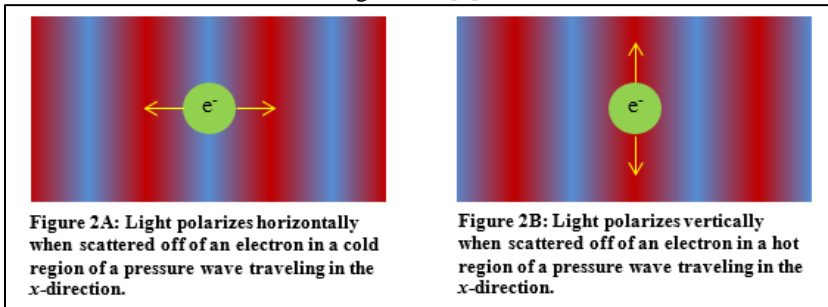 e-
Figure 2A: Light polarizes horizontally
when scattered off of an electron in a cold
region of a pressure wave traveling in the
x-direction.
e-
Figure 2B: Light polarizes vertically
when scattered off of an electron in a hot
region of a pressure wave traveling in the
x-direction.